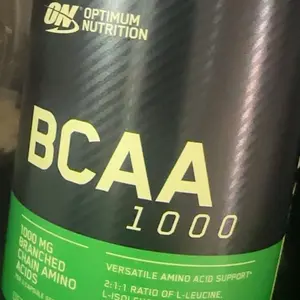 ON OPTIMUM
NUTRITION
BCAA
1000
1000 MG
BRANCHED
CHAIN AMINO
ACIDS
VERSATILE AMINO ACID SUPPORT*
2:1:1 RATIO OF L-LEUCINE,